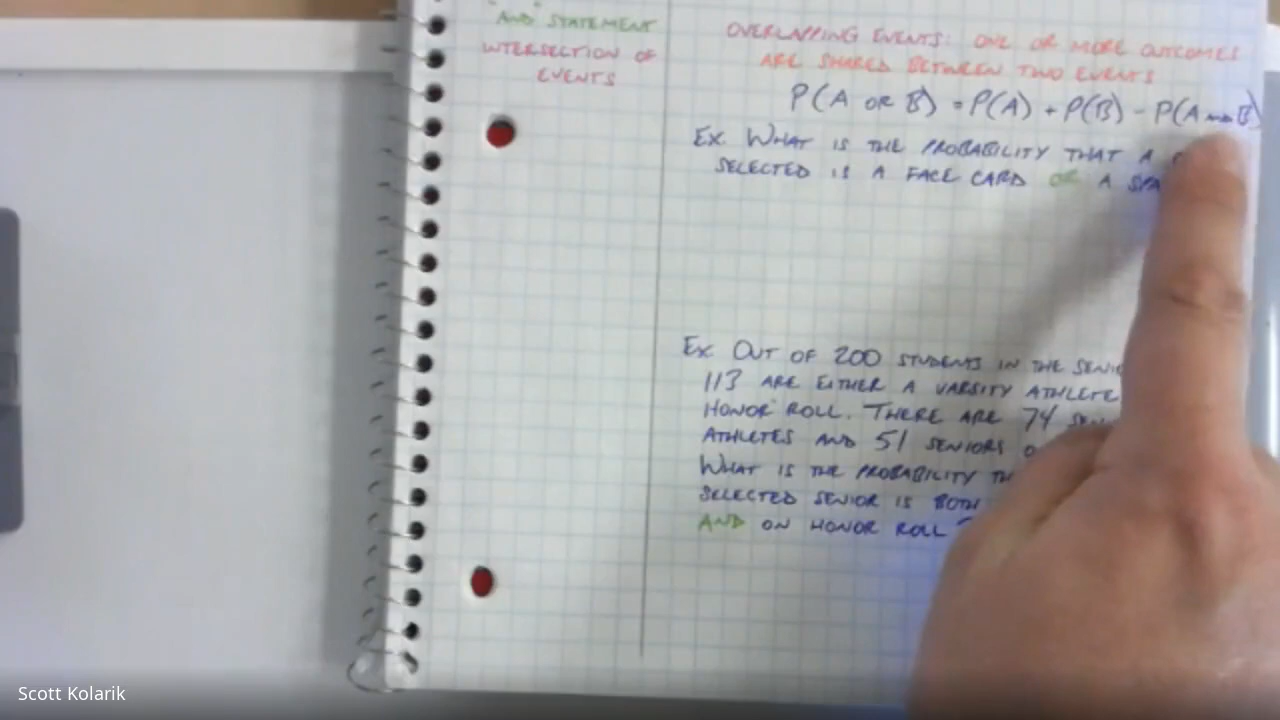 "AND" STATEMENT
INTERSECTION OF
EVENTS
OVERLAPPING EVENTS: ONE OR MORE OUTCOMES
ARE SHARED BETWEEN TWO EVENTS
P(A OR B) = P(A) + P(B) - P(A AND B)
EX. WHAT IS THE PROBABILITY THAT A
SELECTED IS A FACE CARD OR A
EX. OUT OF 200 STUDENTS IN THE
113 ARE EITHER A VARSITY ATHLETE
HONOR ROLL. THERE ARE 74
ATHLETES AND 51 SENIORS
WHAT IS THE PROBABILITY
SELECTED SENIOR IS BOTH
AND ON HONOR ROLL?
Scott Kolarik